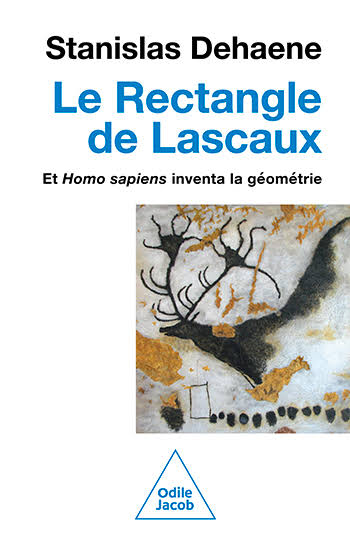 Stanislas Dehaene
Le Rectangle
de Lascaux
Et Homo sapiens inventa la géométrie
Odile
Jacob